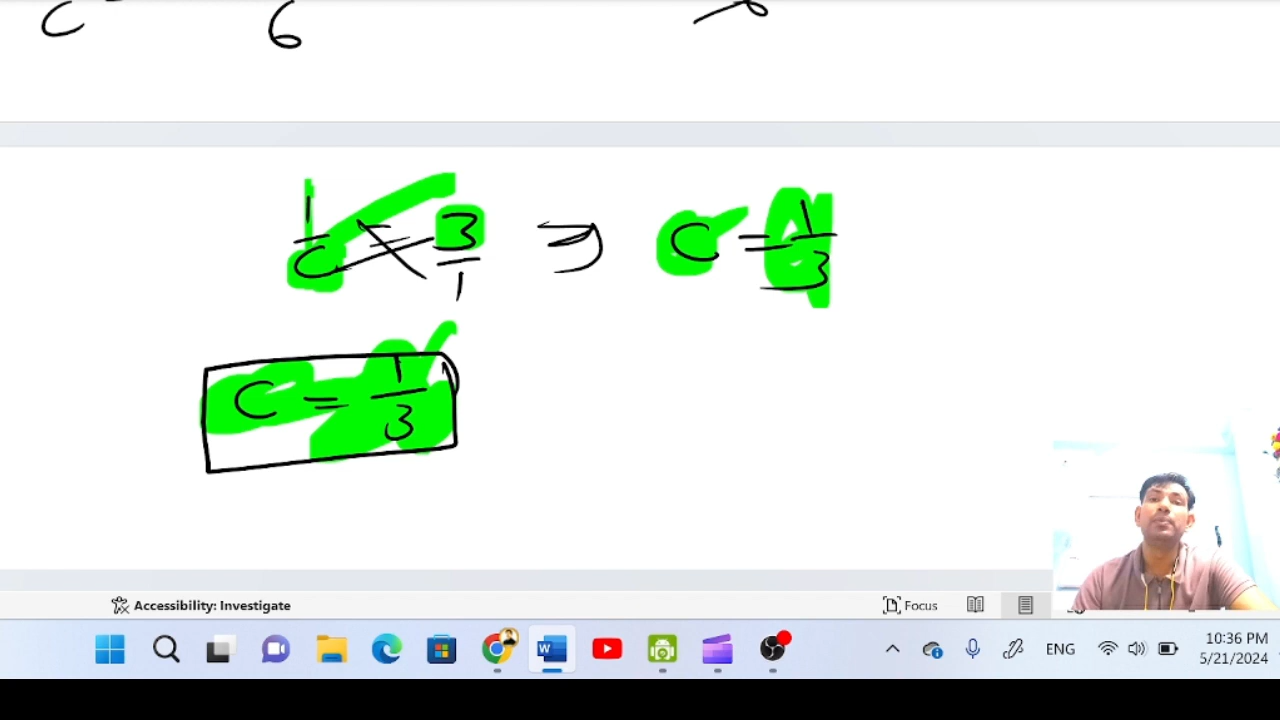 c 6
1/c = 3/1 ⇒ c = 1/3
c = 1/3
Accessibility: Investigate
Focus
ENG
10:36 PM
5/21/2024